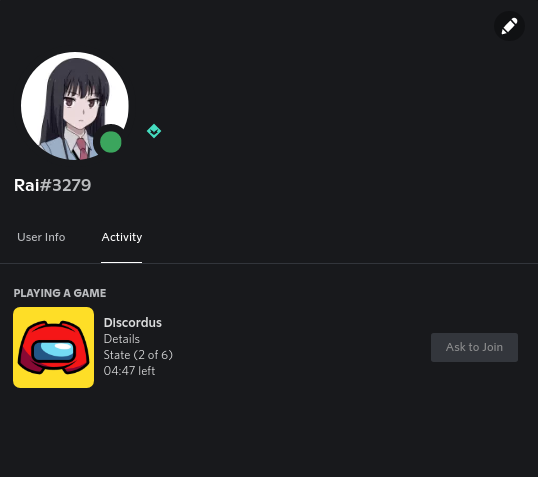 Rai#3279
User Info
Activity
PLAYING A GAME
Discordus
Details
State (2 of 6)
04:47 left
Ask to Join